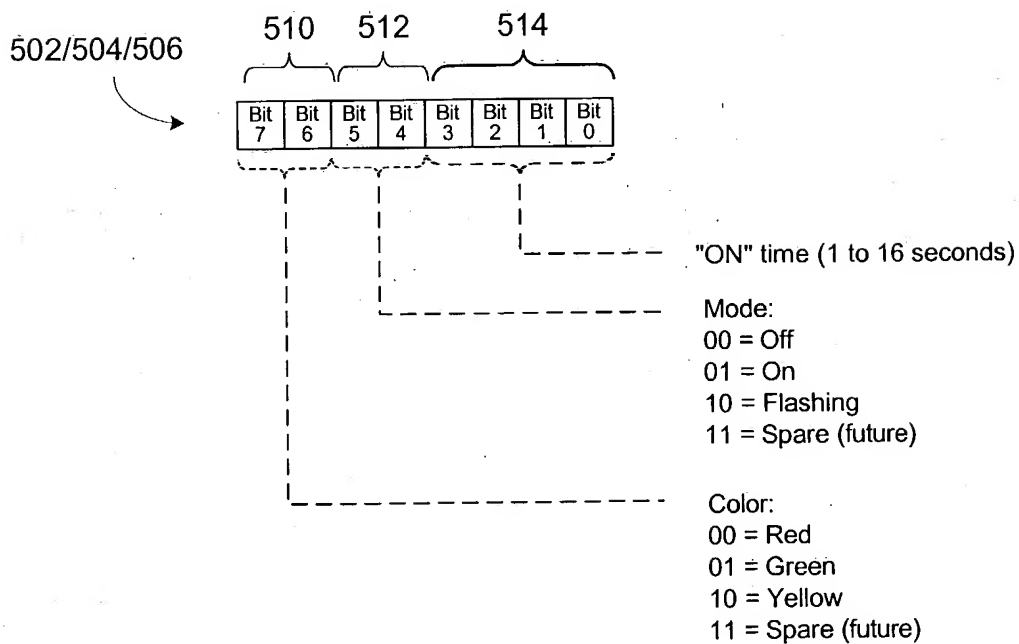 510 512 514
502/504/506
Bit 7 Bit 6 Bit 5 Bit 4 Bit 3 Bit 2 Bit 1 Bit 0
"ON" time (1 to 16 seconds)
Mode:
00 = Off
01 = On
10 = Flashing
11 = Spare (future)
Color:
00 = Red
01 = Green
10 = Yellow
11 = Spare (future)